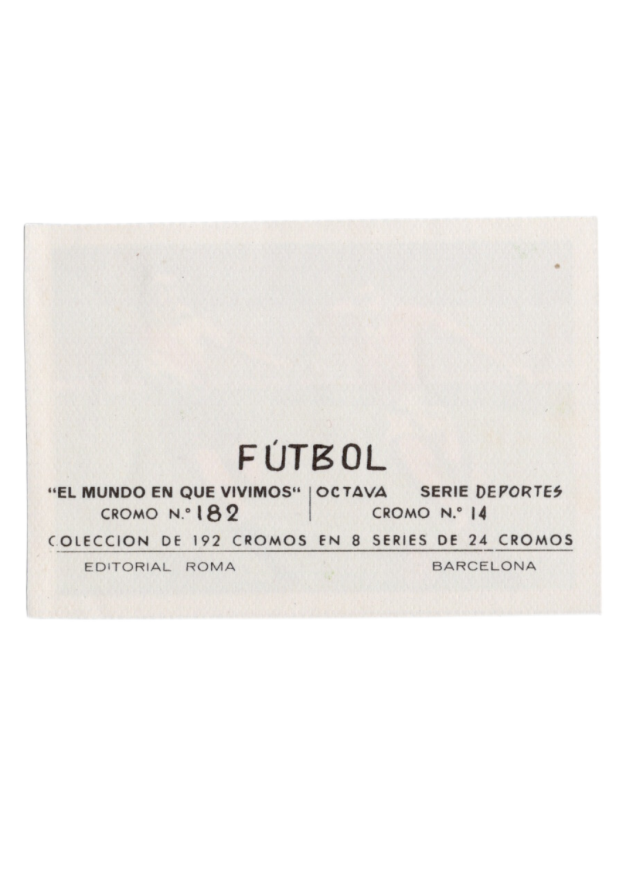 FÚTBOL
"EL MUNDO EN QUE VIVIMOS" | OCTAVA SERIE DEPORTES
CROMO N.º 182 CROMO N.º 14
COLECCION DE 192 CROMOS EN 8 SERIES DE 24 CROMOS
EDITORIAL ROMA BARCELONA